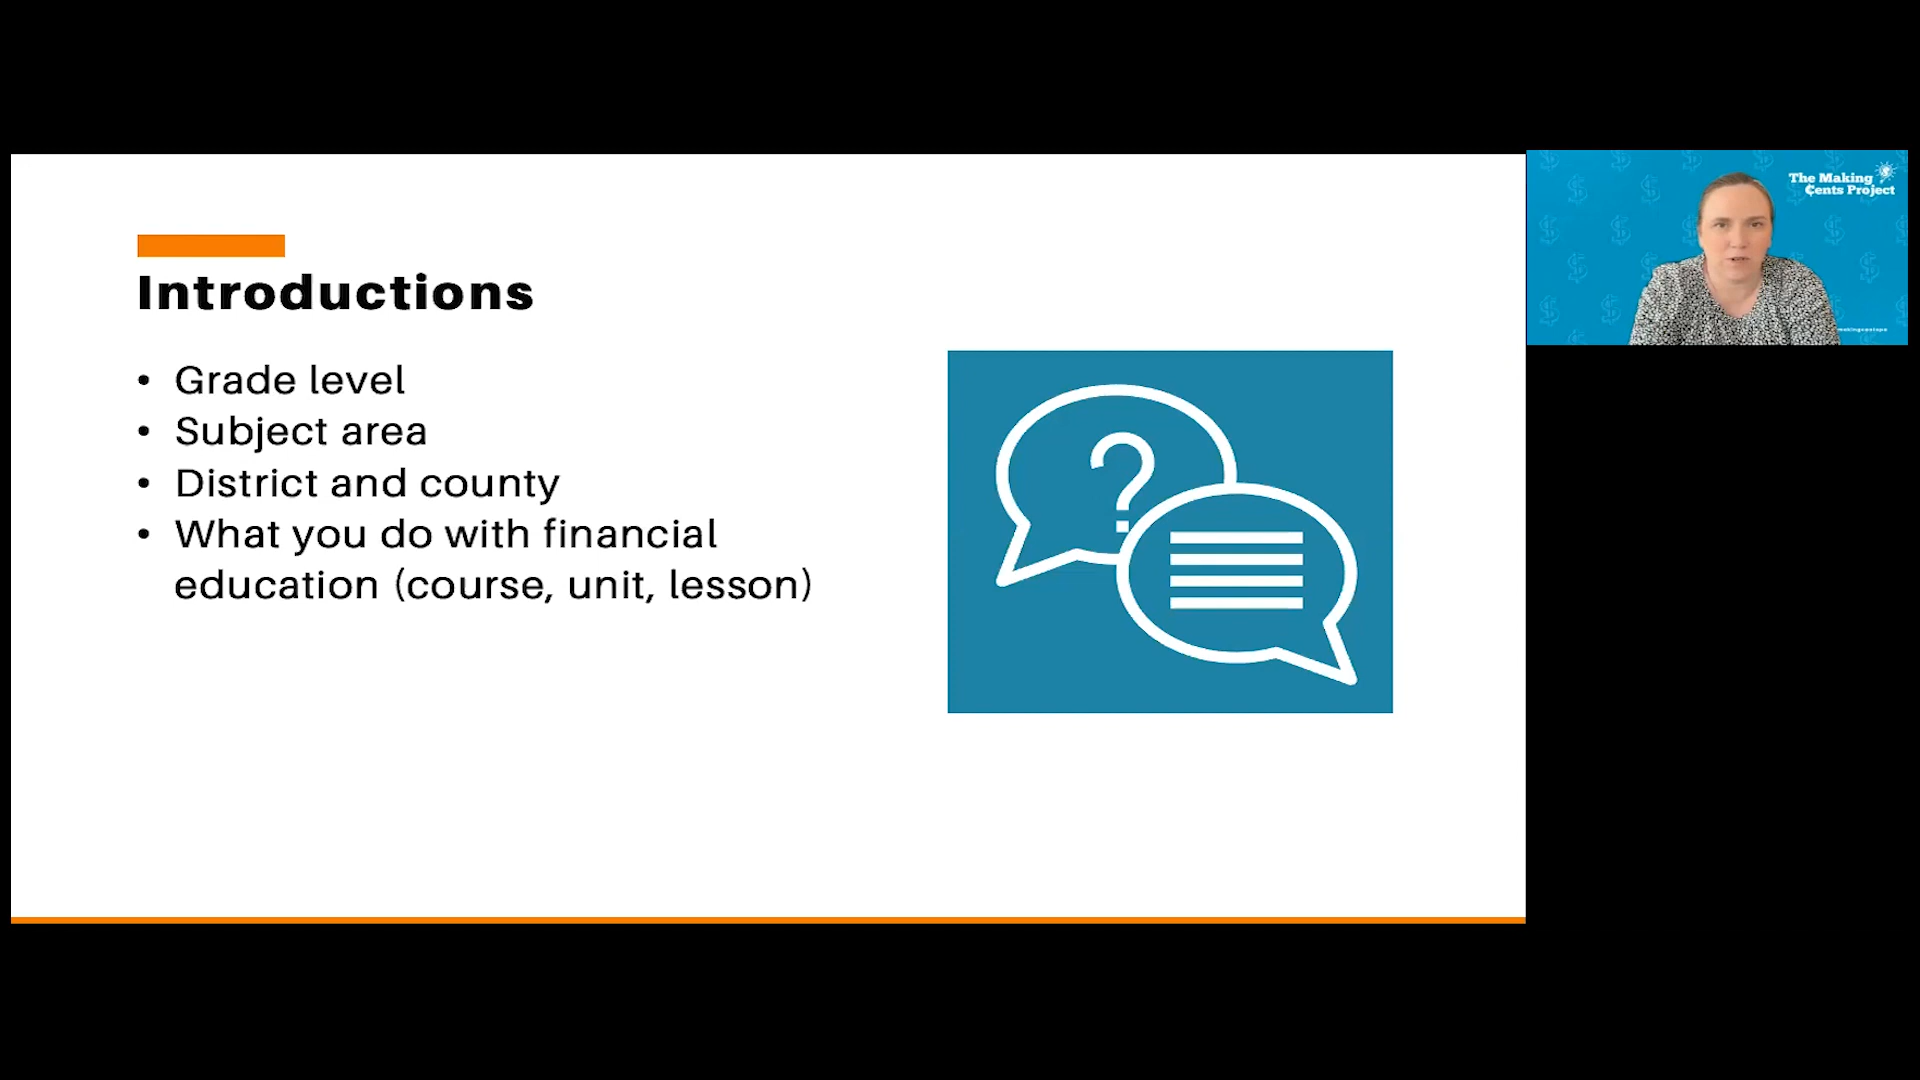 Introductions
• Grade level
• Subject area
• District and county
• What you do with financial
education (course, unit, lesson)
?
The Making
¢ents Project